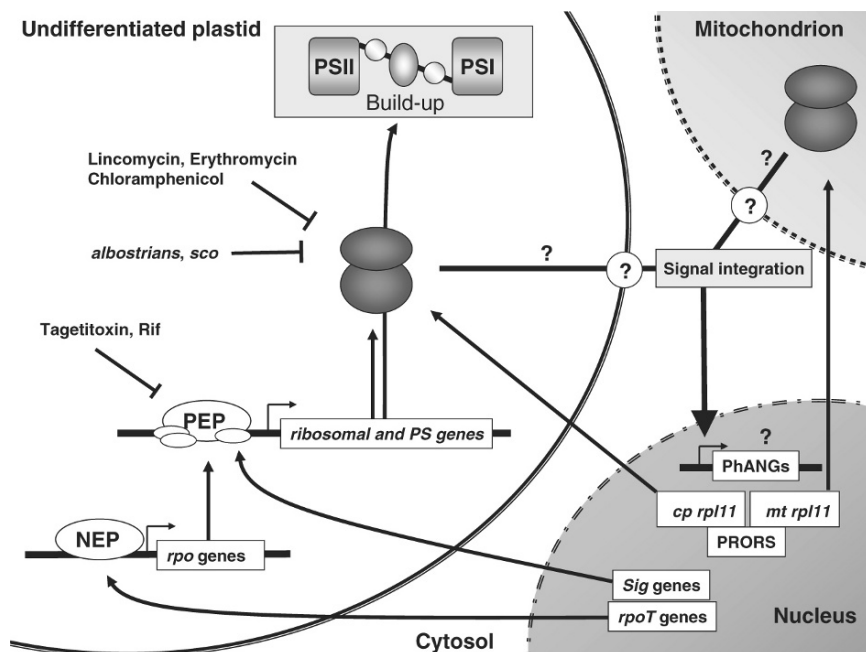 Undifferentiated plastid
Mitochondrion
PSII
PSI
Build-up
Lincomycin, Erythromycin
Chloramphenicol
?
?
albostrians, sco
?
?
Signal integration
Tagetitoxin, Rif
PEP
ribosomal and PS genes
?
PhANGs
NEP
rpo genes
cp rpl11
mt rpl11
PRORS
Sig genes
rpoT genes
Nucleus
Cytosol